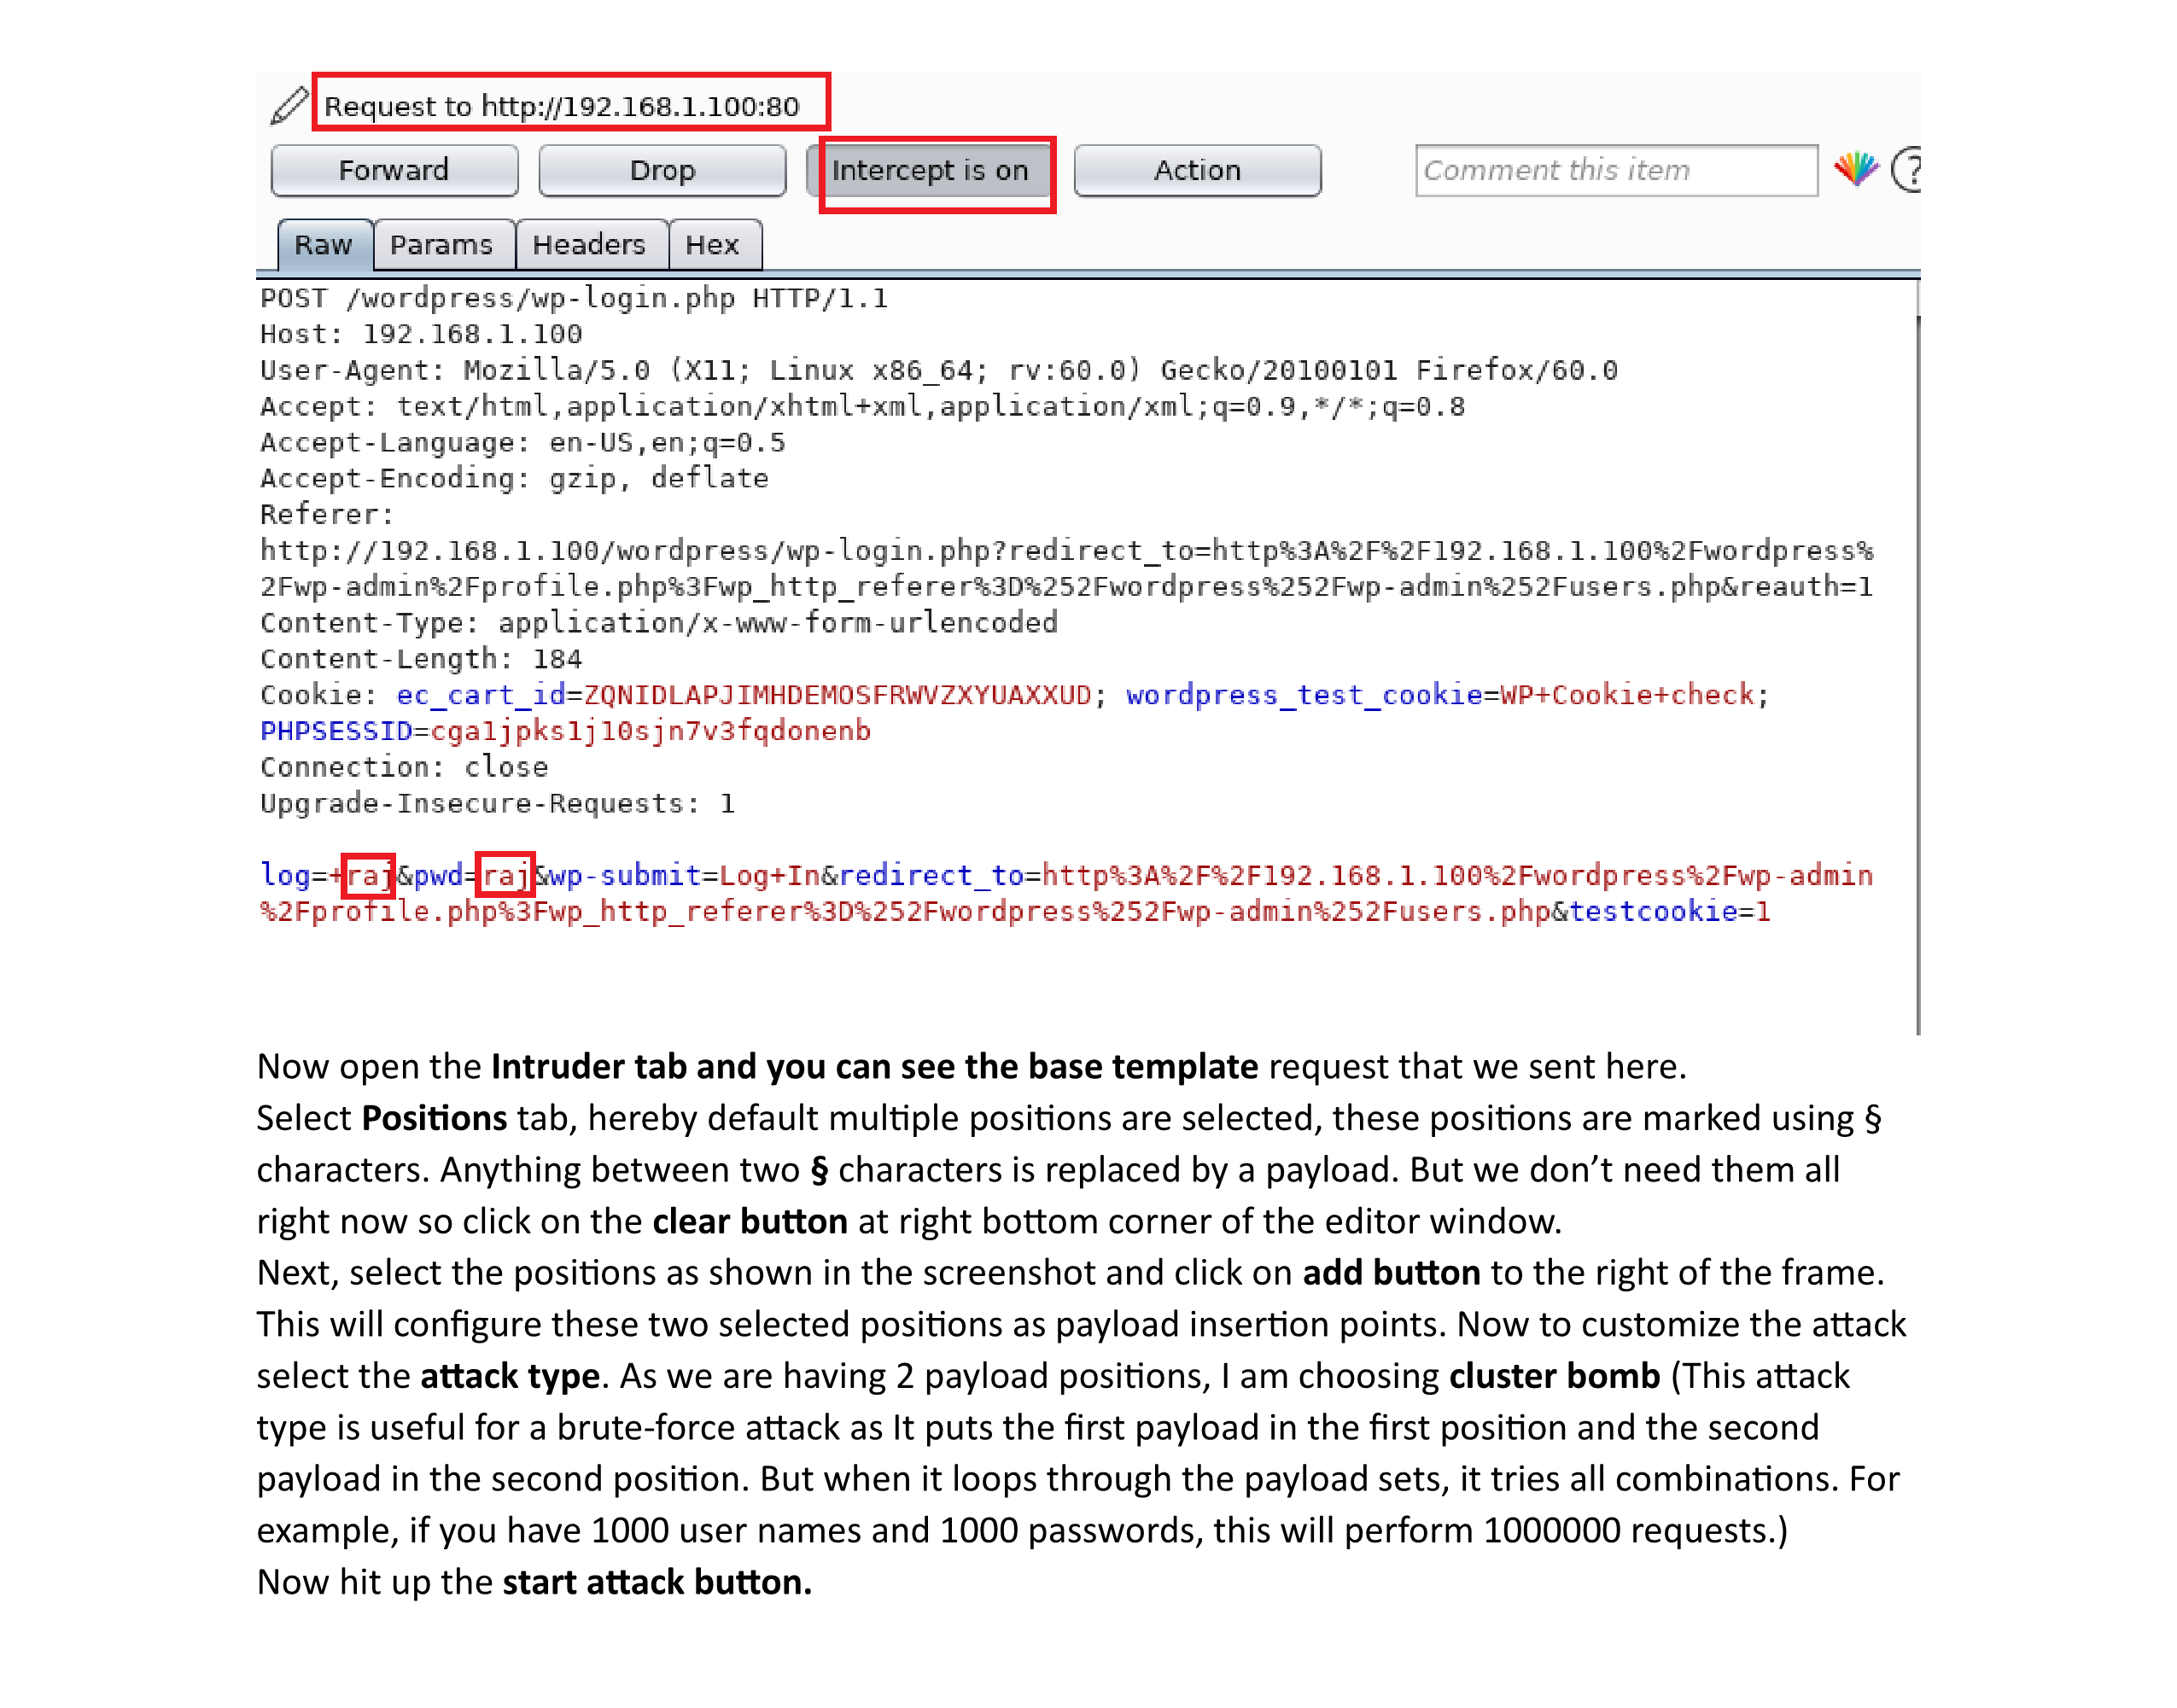 Request to http://192.168.1.100:80
Forward Drop Intercept is on Action Comment this item ?
Raw Params Headers Hex
POST /wordpress/wp-login.php HTTP/1.1
Host: 192.168.1.100
User-Agent: Mozilla/5.0 (X11; Linux x86_64; rv:60.0) Gecko/20100101 Firefox/60.0
Accept: text/html,application/xhtml+xml,application/xml;q=0.9,*/*;q=0.8
Accept-Language: en-US,en;q=0.5
Accept-Encoding: gzip, deflate
Referer:
http://192.168.1.100/wordpress/wp-login.php?redirect_to=http%3A%2F%2F192.168.1.100%2Fwordpress%
2Fwp-admin%2Fprofile.php%3Fwp_http_referer%3D%252Fwordpress%252Fwp-admin%252Fusers.php&reauth=1
Content-Type: application/x-www-form-urlencoded
Content-Length: 184
Cookie: ec_cart_id=ZQNIDLAPJIMHDEMOSFRWVZXYUAXXUD; wordpress_test_cookie=WP+Cookie+check;
PHPSESSID=cga1jpks1j10sjn7v3fqdonenb
Connection: close
Upgrade-Insecure-Requests: 1
log=+raj&pwd=raj&wp-submit=Log+In&redirect_to=http%3A%2F%2F192.168.1.100%2Fwordpress%2Fwp-admin
%2Fprofile.php%3Fwp_http_referer%3D%252Fwordpress%252Fwp-admin%252Fusers.php&testcookie=1
Now open the Intruder tab and you can see the base template request that we sent here.
Select Positions tab, hereby default multiple positions are selected, these positions are marked using §
characters. Anything between two § characters is replaced by a payload. But we don’t need them all
right now so click on the clear button at right bottom corner of the editor window.
Next, select the positions as shown in the screenshot and click on add button to the right of the frame.
This will configure these two selected positions as payload insertion points. Now to customize the attack
select the attack type. As we are having 2 payload positions, I am choosing cluster bomb (This attack
type is useful for a brute-force attack as It puts the first payload in the first position and the second
payload in the second position. But when it loops through the payload sets, it tries all combinations. For
example, if you have 1000 user names and 1000 passwords, this will perform 1000000 requests.)
Now hit up the start attack button.